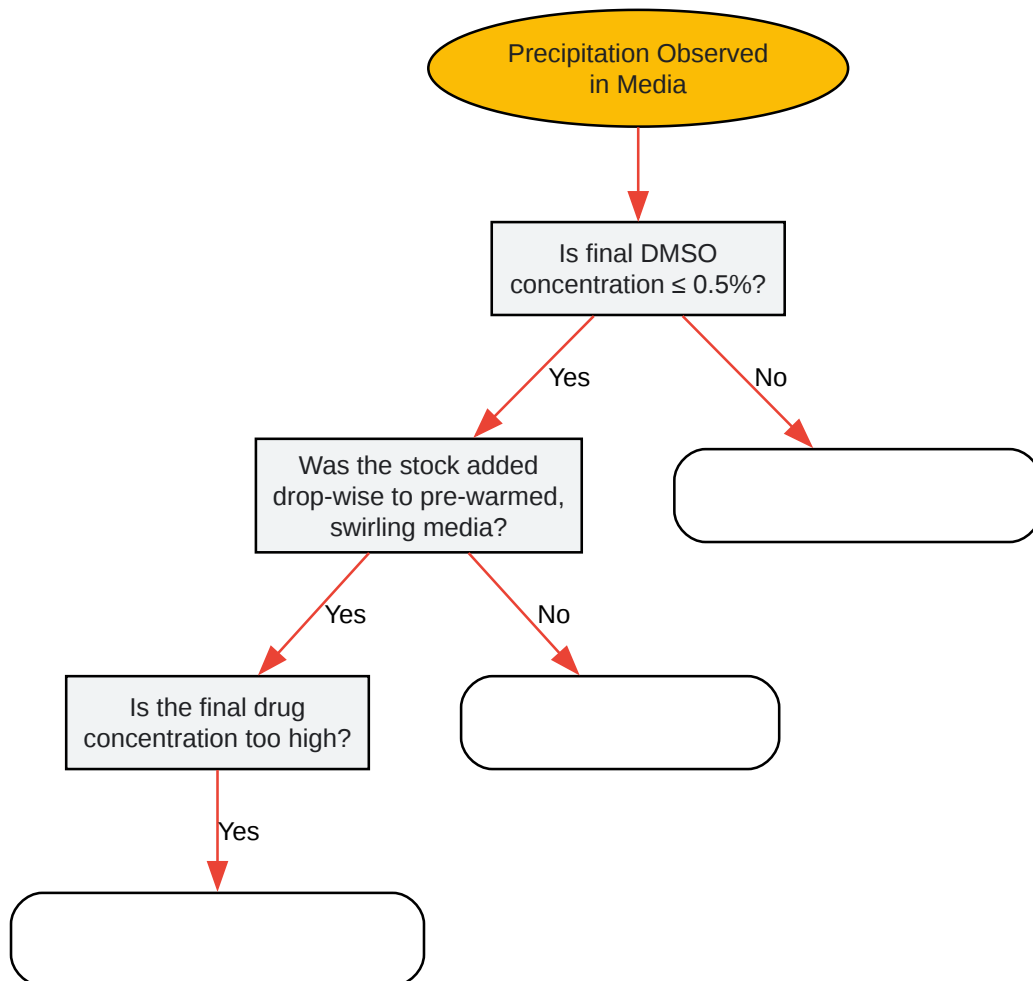 Precipitation Observed
in Media
Is final DMSO
concentration ≤ 0.5%?
Yes
No
Was the stock added
drop-wise to pre-warmed,
swirling media?
Yes
No
Is the final drug
concentration too high?
Yes